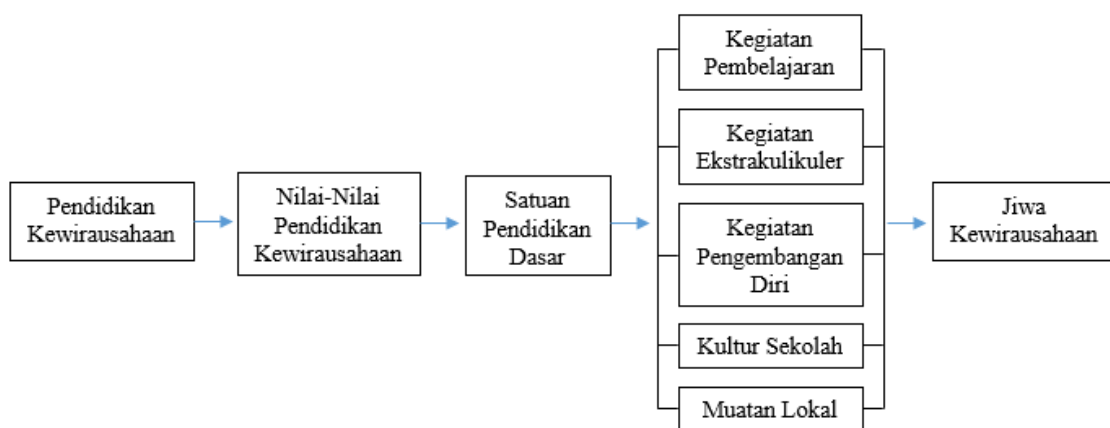 Pendidikan
Kewirausahaan
Nilai-Nilai
Pendidikan
Kewirausahaan
Satuan
Pendidikan
Dasar
Kegiatan
Pembelajaran
Kegiatan
Ekstrakulikuler
Kegiatan
Pengembangan
Diri
Kultur Sekolah
Muatan Lokal
Jiwa
Kewirausahaan